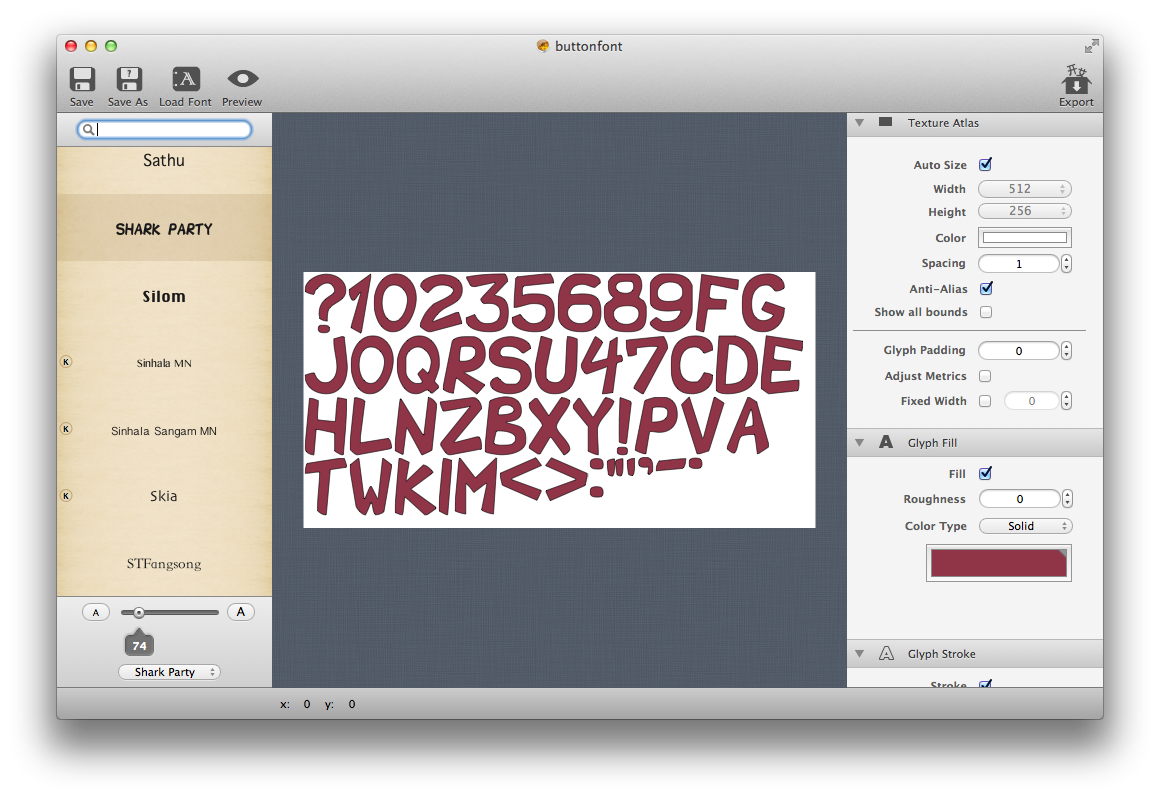 buttonfont
Save
Save As
Load Font
Preview
Export
Sathu
SHARK PARTY
Silom
K
Sinhala MN
K
Sinhala Sangam MN
K
Skia
STFangsong
A
A
74
Shark Party
?10235689FG
JOQRSU47CDE
HLNZBXY!PVA
TWKIM<>:"'',—-.
x: 0 y: 0
Texture Atlas
Auto Size
Width 512
Height 256
Color
Spacing 1
Anti-Alias
Show all bounds
Glyph Padding 0
Adjust Metrics
Fixed Width 0
Glyph Fill
Fill
Roughness 0
Color Type Solid
Glyph Stroke
Stroke